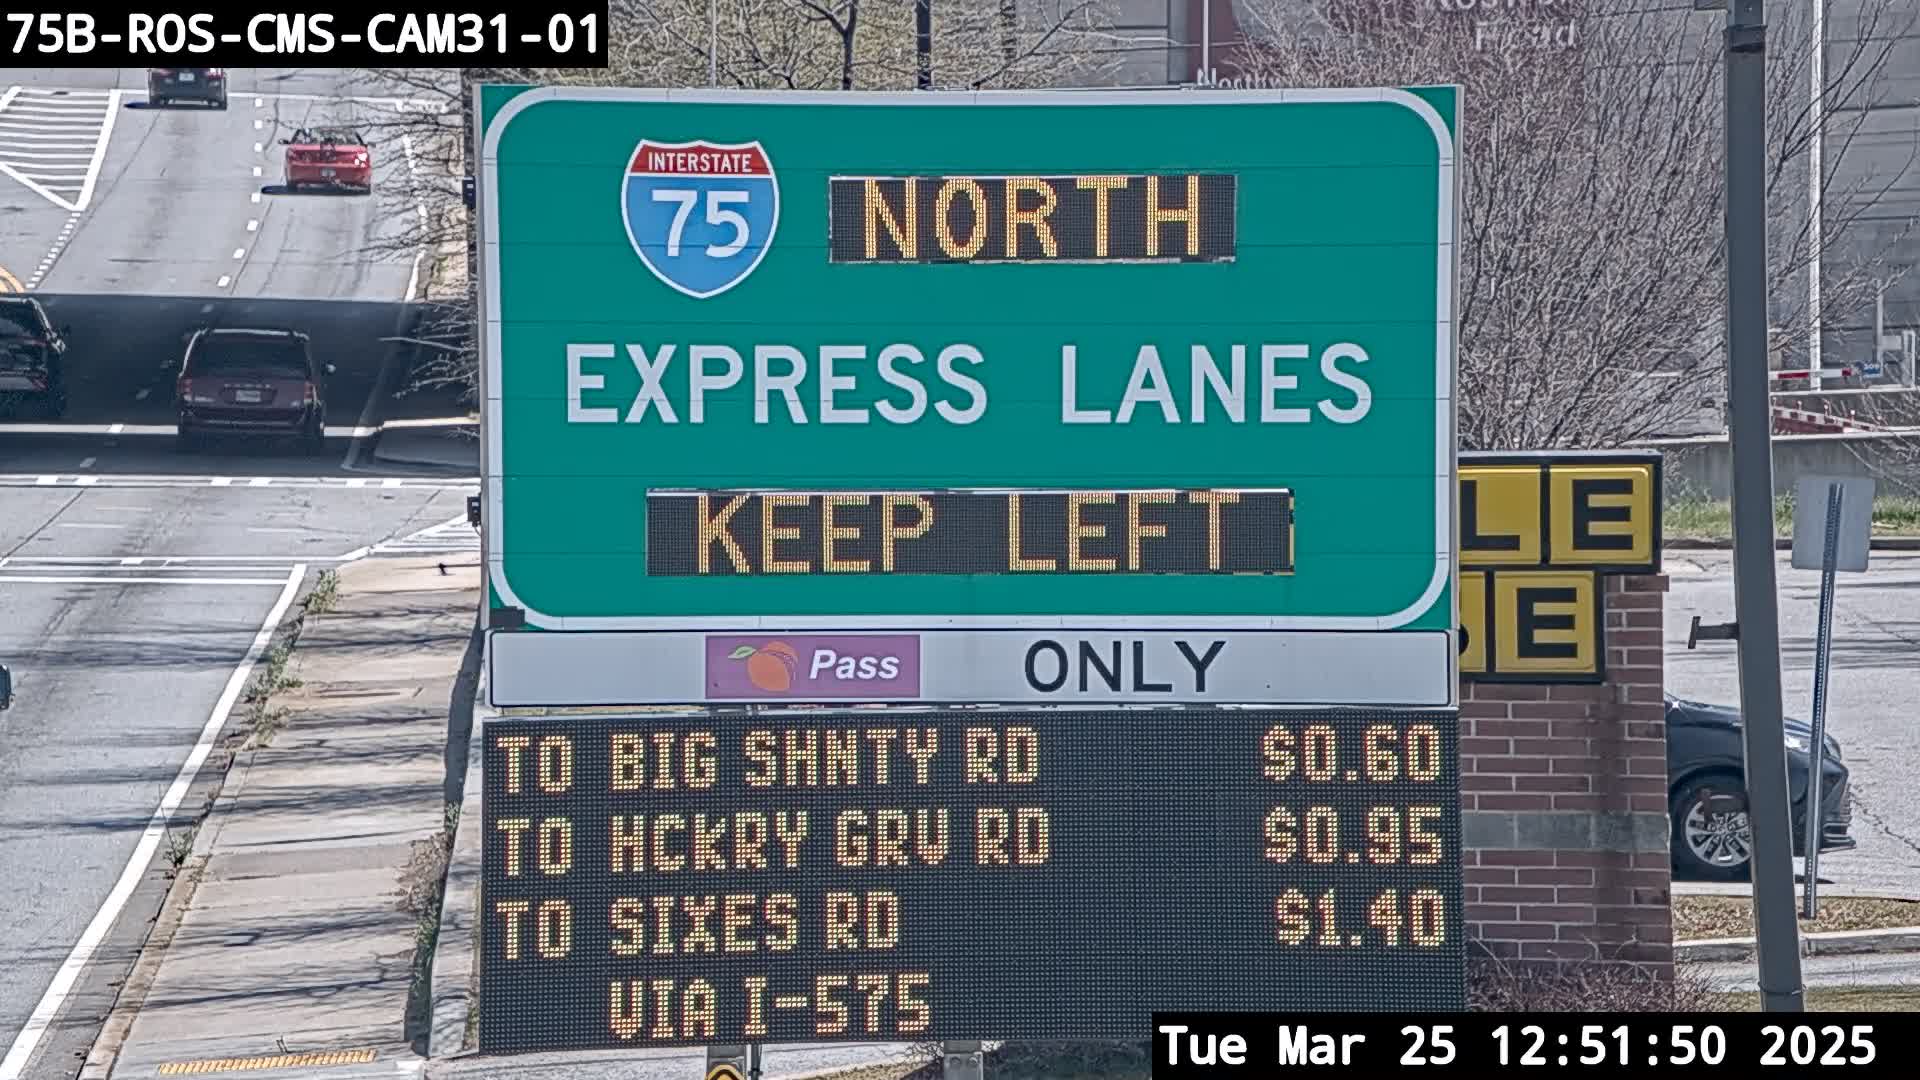 75B-ROS-CMS-CAM31-01
Road
INTERSTATE
75
NORTH
EXPRESS LANES
KEEP LEFT
LE
E
Pass ONLY
TO BIG SHNTY RD $0.60
TO HCKRY GRV RD $0.95
TO SIXES RD $1.40
VIA I-575
Tue Mar 25 12:51:50 2025